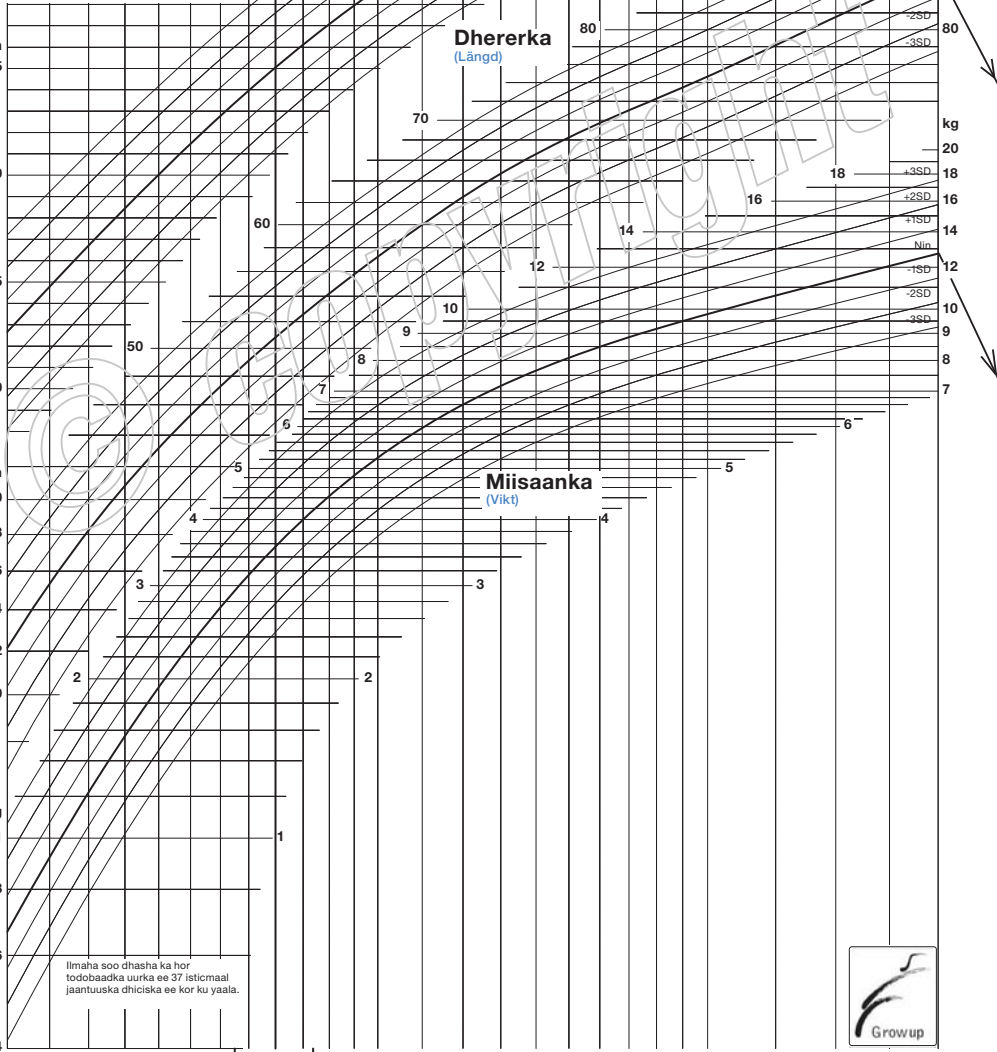 -2SD
80
80
Dhererka
(Längd)
-3SD
70
kg
20
+3SD
18
18
+2SD
16
16
+1SD
60
14
14
Nin
12
12
-1SD
-2SD
10
10
-3SD
9
9
50
8
8
7
7
6
6
5
5
Miisaanka
(Vikt)
4
4
3
3
2
2
1
Ilmaha soo dhasha ka hor
todobaadka uurka ee 37 isticmaal
jaantuuska dhiciska ee kor ku yaala.
Growup
© Copyright